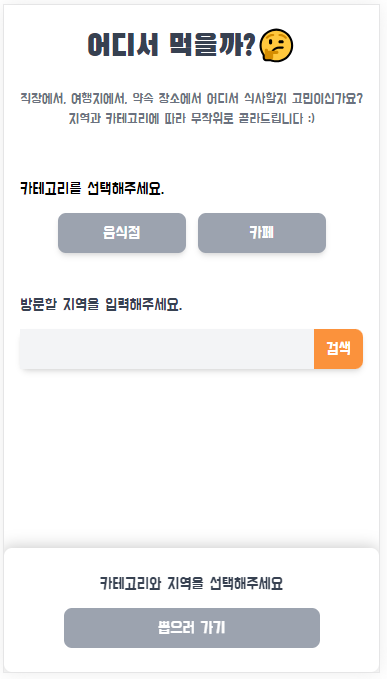 어디서 먹을까?🤔
직장에서, 여행지에서, 약속 장소에서 어디서 식사할지 고민이신가요?
지역과 카테고리에 따라 무작위로 골라드립니다 :)
카테고리를 선택해주세요.
음식점 카페
방문할 지역을 입력해주세요.
검색
카테고리와 지역을 선택해주세요
뽑으러 가기